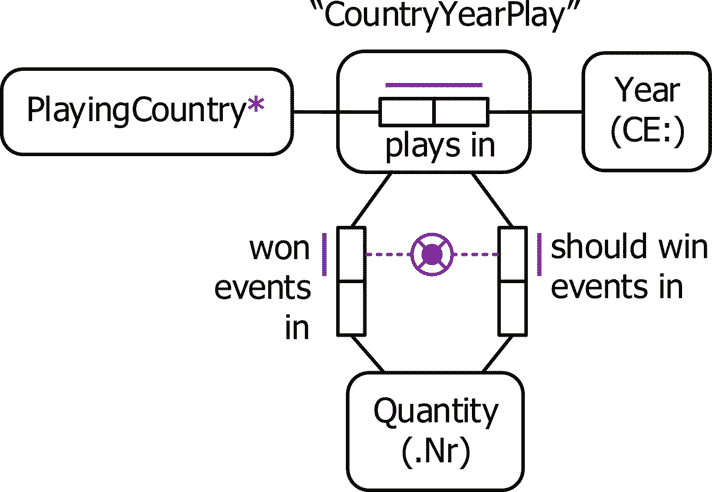 “CountryYearPlay”
PlayingCountry*
plays in
Year
(CE:)
won
events
in
should win
events in
Quantity
(.Nr)